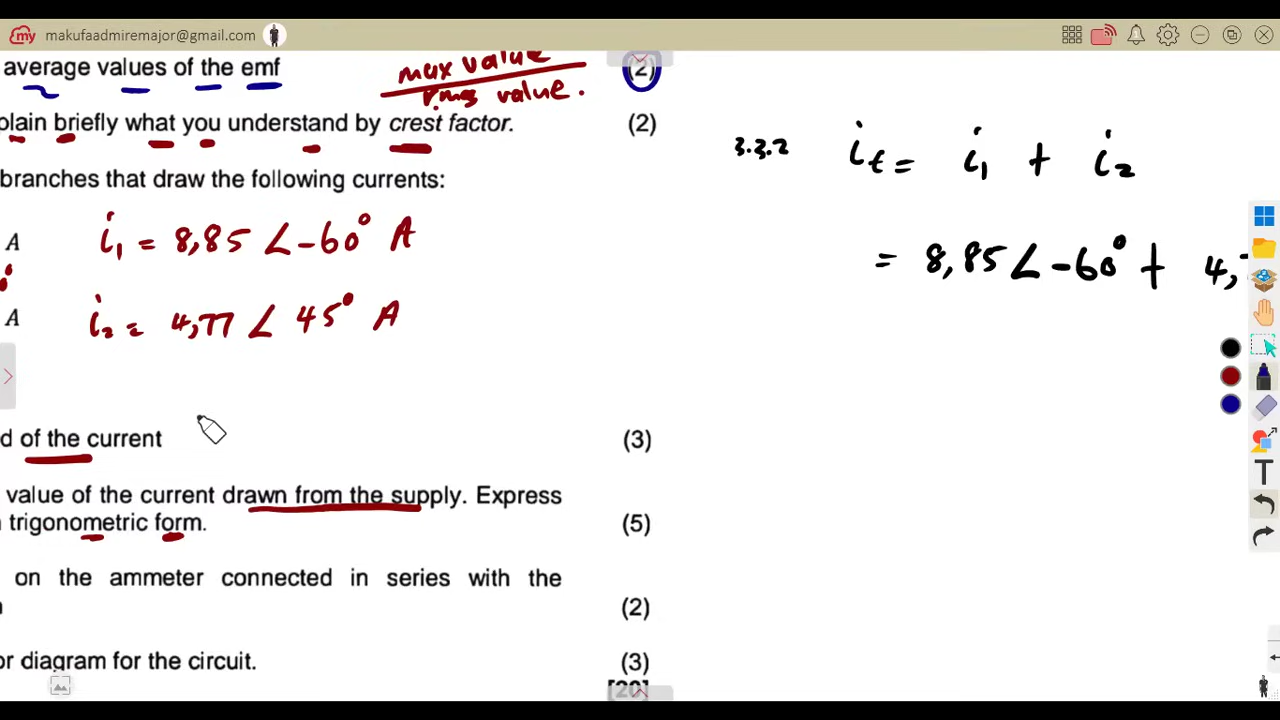 my makufaadmiremajor@gmail.com
average values of the emf (2)
max value
rms value.
plain briefly what you understand by crest factor. (2)
branches that draw the following currents:
A i₁ = 8,85 ∠-60° A
A i₂ = 4,77 ∠ 45° A
d of the current (3)
value of the current drawn from the supply. Express
trigonometric form. (5)
on the ammeter connected in series with the
(2)
or diagram for the circuit. (3)
[20]
3.3.2 iₜ = i₁ + i₂
= 8,85∠-60° + 4,
T